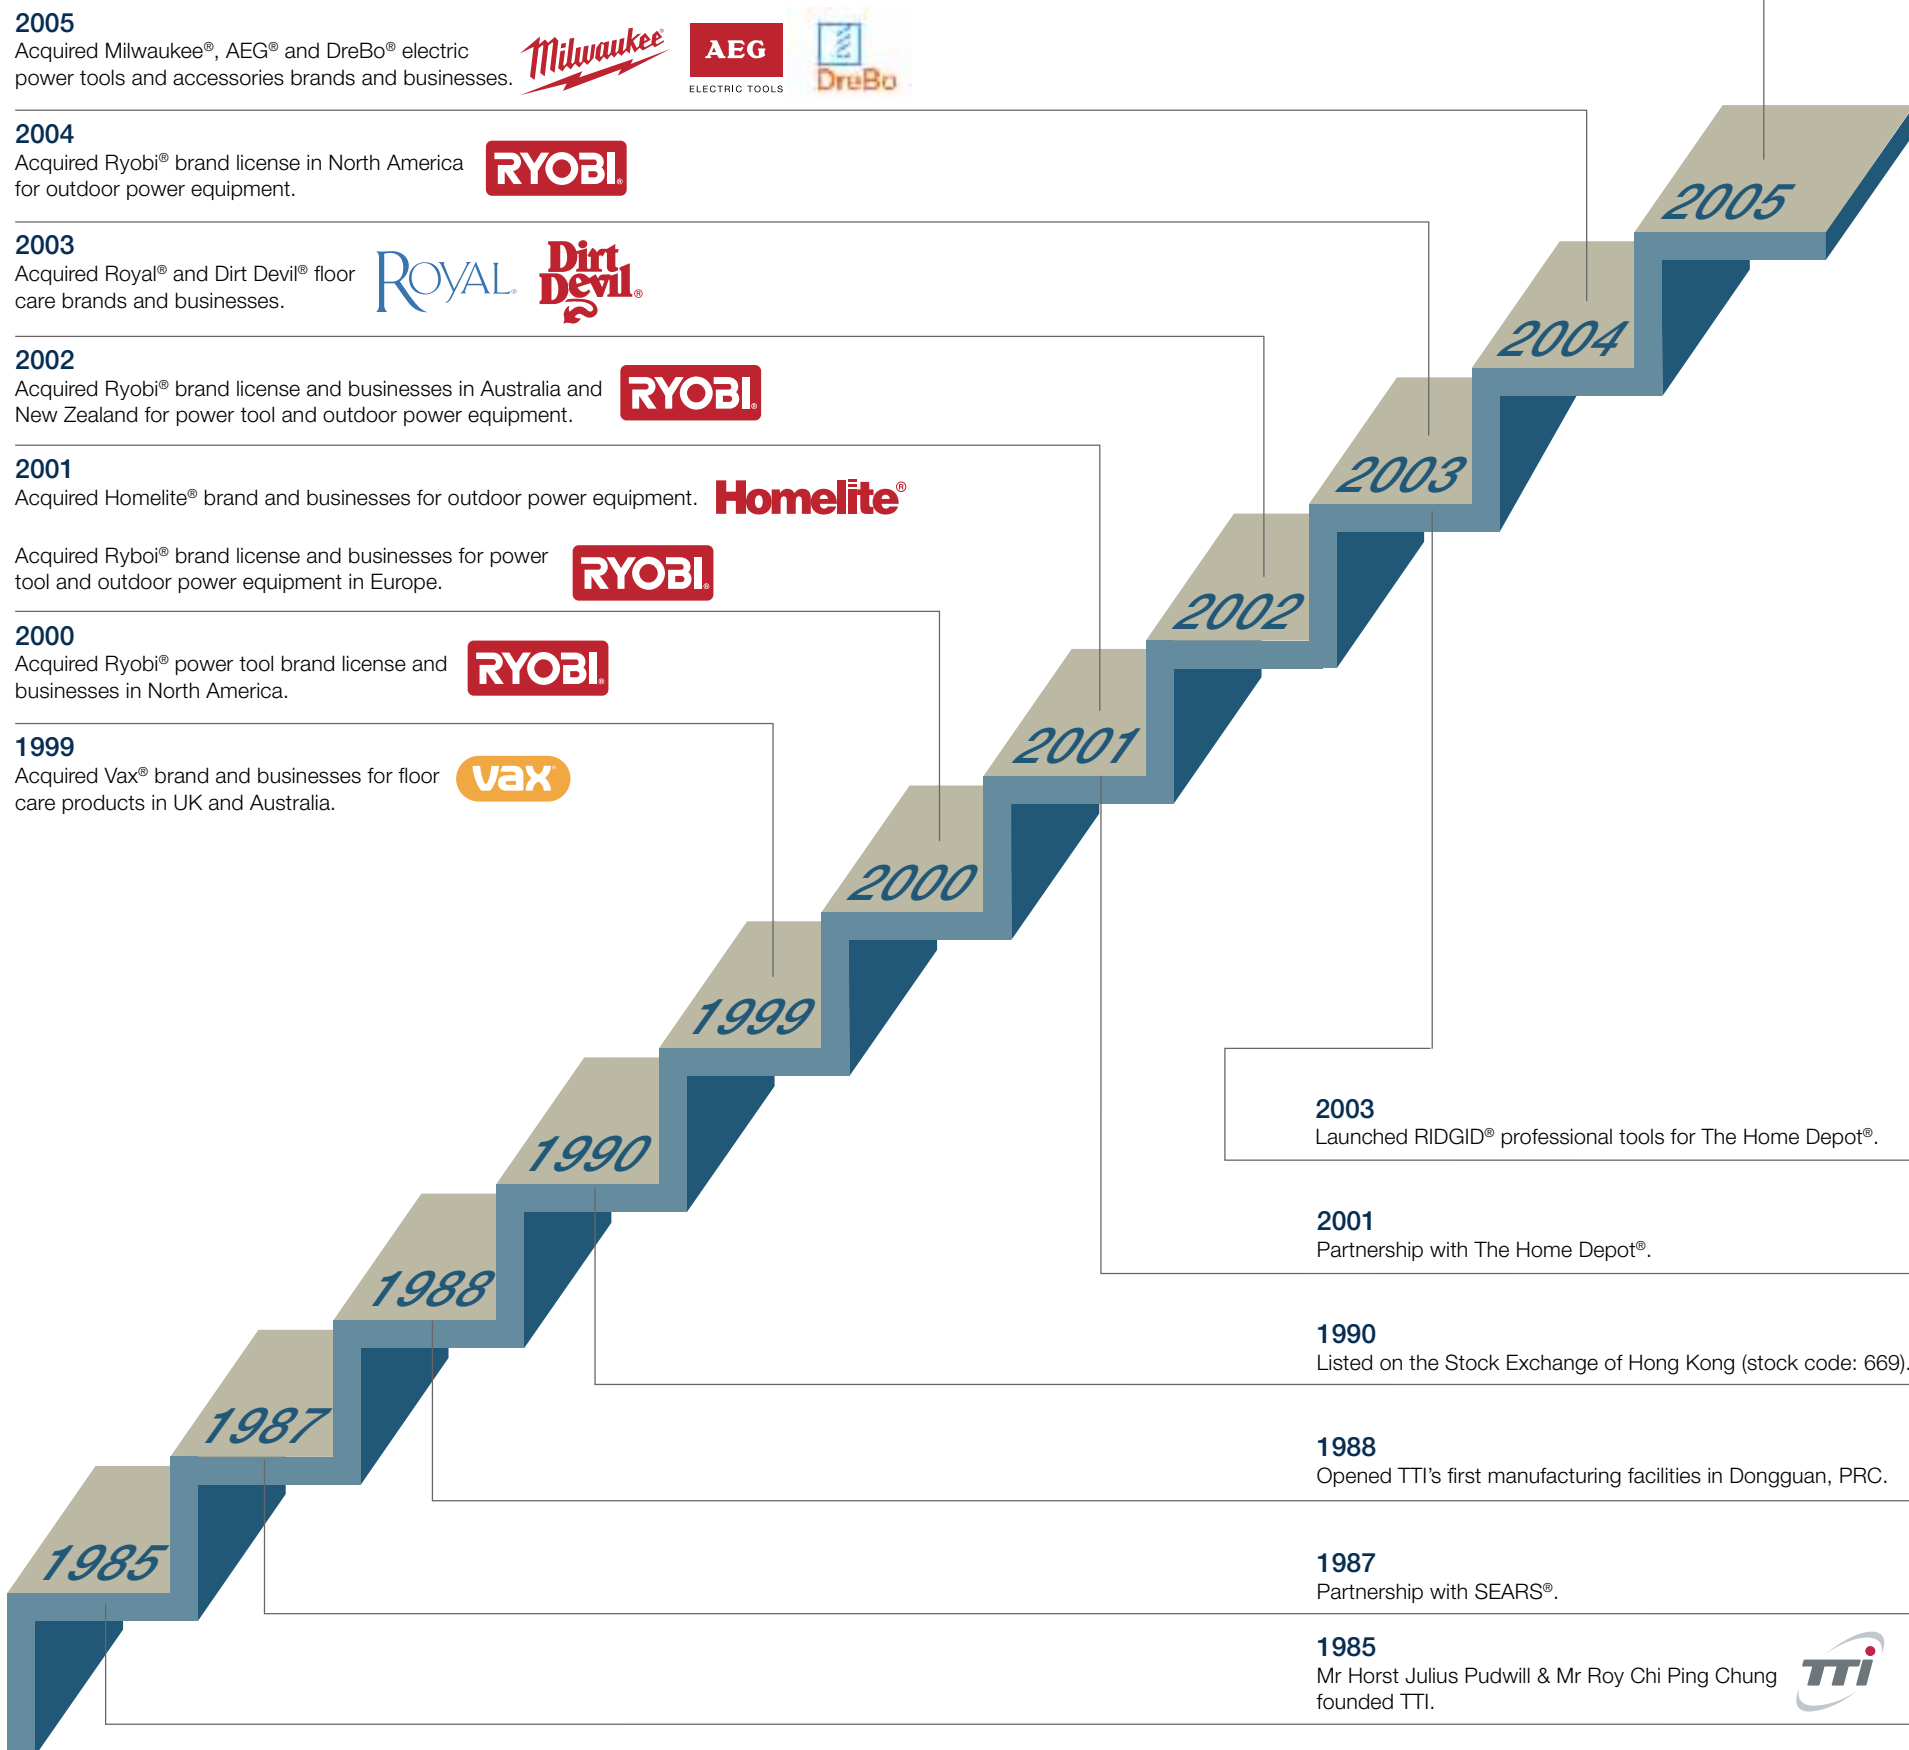 2005
Acquired Milwaukee®, AEG® and DreBo® electric
power tools and accessories brands and businesses.
Milwaukee®
AEG
ELECTRIC TOOLS
DreBo
2004
Acquired Ryobi® brand license in North America
for outdoor power equipment.
RYOBI®
2003
Acquired Royal® and Dirt Devil® floor
care brands and businesses.
ROYAL®
Dirt
Devil®
2002
Acquired Ryobi® brand license and businesses in Australia and
New Zealand for power tool and outdoor power equipment.
RYOBI®
2001
Acquired Homelite® brand and businesses for outdoor power equipment.
Homelite®
Acquired Ryboi® brand license and businesses for power
tool and outdoor power equipment in Europe.
RYOBI®
2000
Acquired Ryobi® power tool brand license and
businesses in North America.
RYOBI®
1999
Acquired Vax® brand and businesses for floor
care products in UK and Australia.
vax
2005
2004
2003
2002
2001
2000
1999
1990
1988
1987
1985
2003
Launched RIDGID® professional tools for The Home Depot®.
2001
Partnership with The Home Depot®.
1990
Listed on the Stock Exchange of Hong Kong (stock code: 669).
1988
Opened TTI’s first manufacturing facilities in Dongguan, PRC.
1987
Partnership with SEARS®.
1985
Mr Horst Julius Pudwill & Mr Roy Chi Ping Chung
founded TTI.
TTi